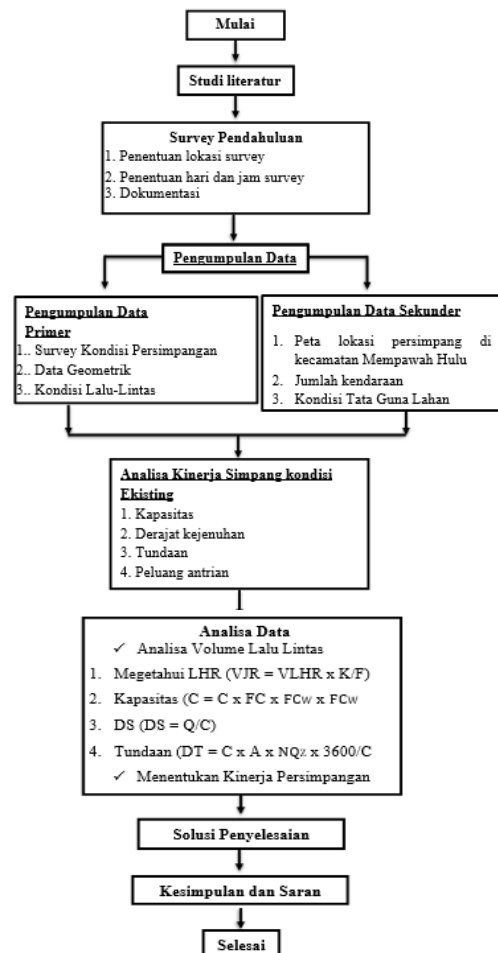 Mulai
Studi literatur
Survey Pendahuluan
1. Penentuan lokasi survey
2. Penentuan hari dan jam survey
3. Dokumentasi
Pengumpulan Data
Pengumpulan Data
Primer
1.. Survey Kondisi Persimpangan
2.. Data Geometrik
3.. Kondisi Lalu-Lintas
Pengumpulan Data Sekunder
1. Peta lokasi persimpang di
kecamatan Mempawah Hulu
2. Jumlah kendaraan
3. Kondisi Tata Guna Lahan
Analisa Kinerja Simpang kondisi
Ekisting
1. Kapasitas
2. Derajat kejenuhan
3. Tundaan
4. Peluang antrian
Analisa Data
✓ Analisa Volume Lalu Lintas
1. Megetahui LHR (VJR = VLHR x K/F)
2. Kapasitas (C = C x FC x FCW x FCW
3. DS (DS = Q/C)
4. Tundaan (DT = C x A x NQZ x 3600/C
✓ Menentukan Kinerja Persimpangan
Solusi Penyelesaian
Kesimpulan dan Saran
Selesai